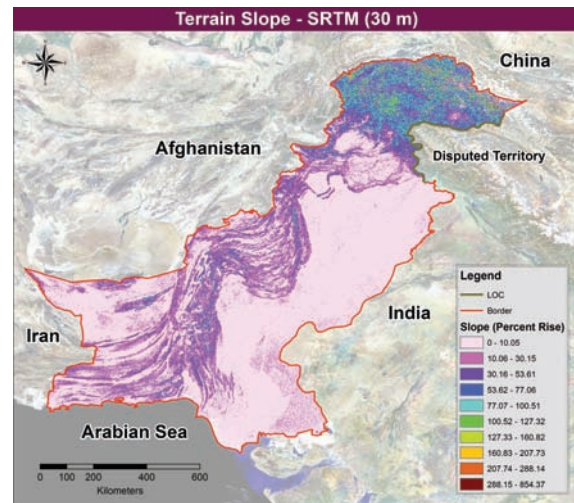 Terrain Slope - SRTM (30 m)
China
Afghanistan
Disputed Territory
India
Iran
Arabian Sea
Legend
LOC
Border
Slope (Percent Rise)
0 - 10.05
10.06 - 30.15
30.16 - 53.61
53.62 - 77.06
77.07 - 100.51
100.52 - 127.32
127.33 - 160.82
160.83 - 207.73
207.74 - 288.14
288.15 - 854.37
0 100 200 400 600
Kilometers